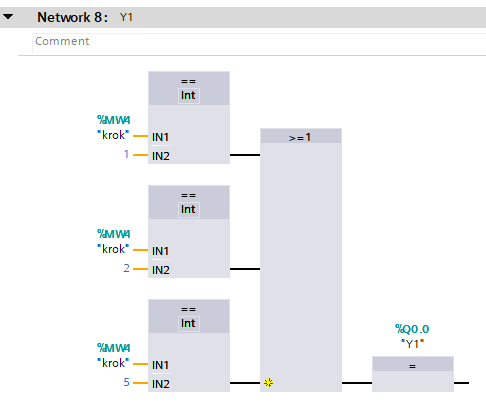 Network 8: Y1
Comment
==
Int
%MW4
"krok"
IN1
1
IN2
>=1
==
Int
%MW4
"krok"
IN1
2
IN2
==
Int
%MW4
"krok"
IN1
5
IN2
%Q0.0
"Y1"
=